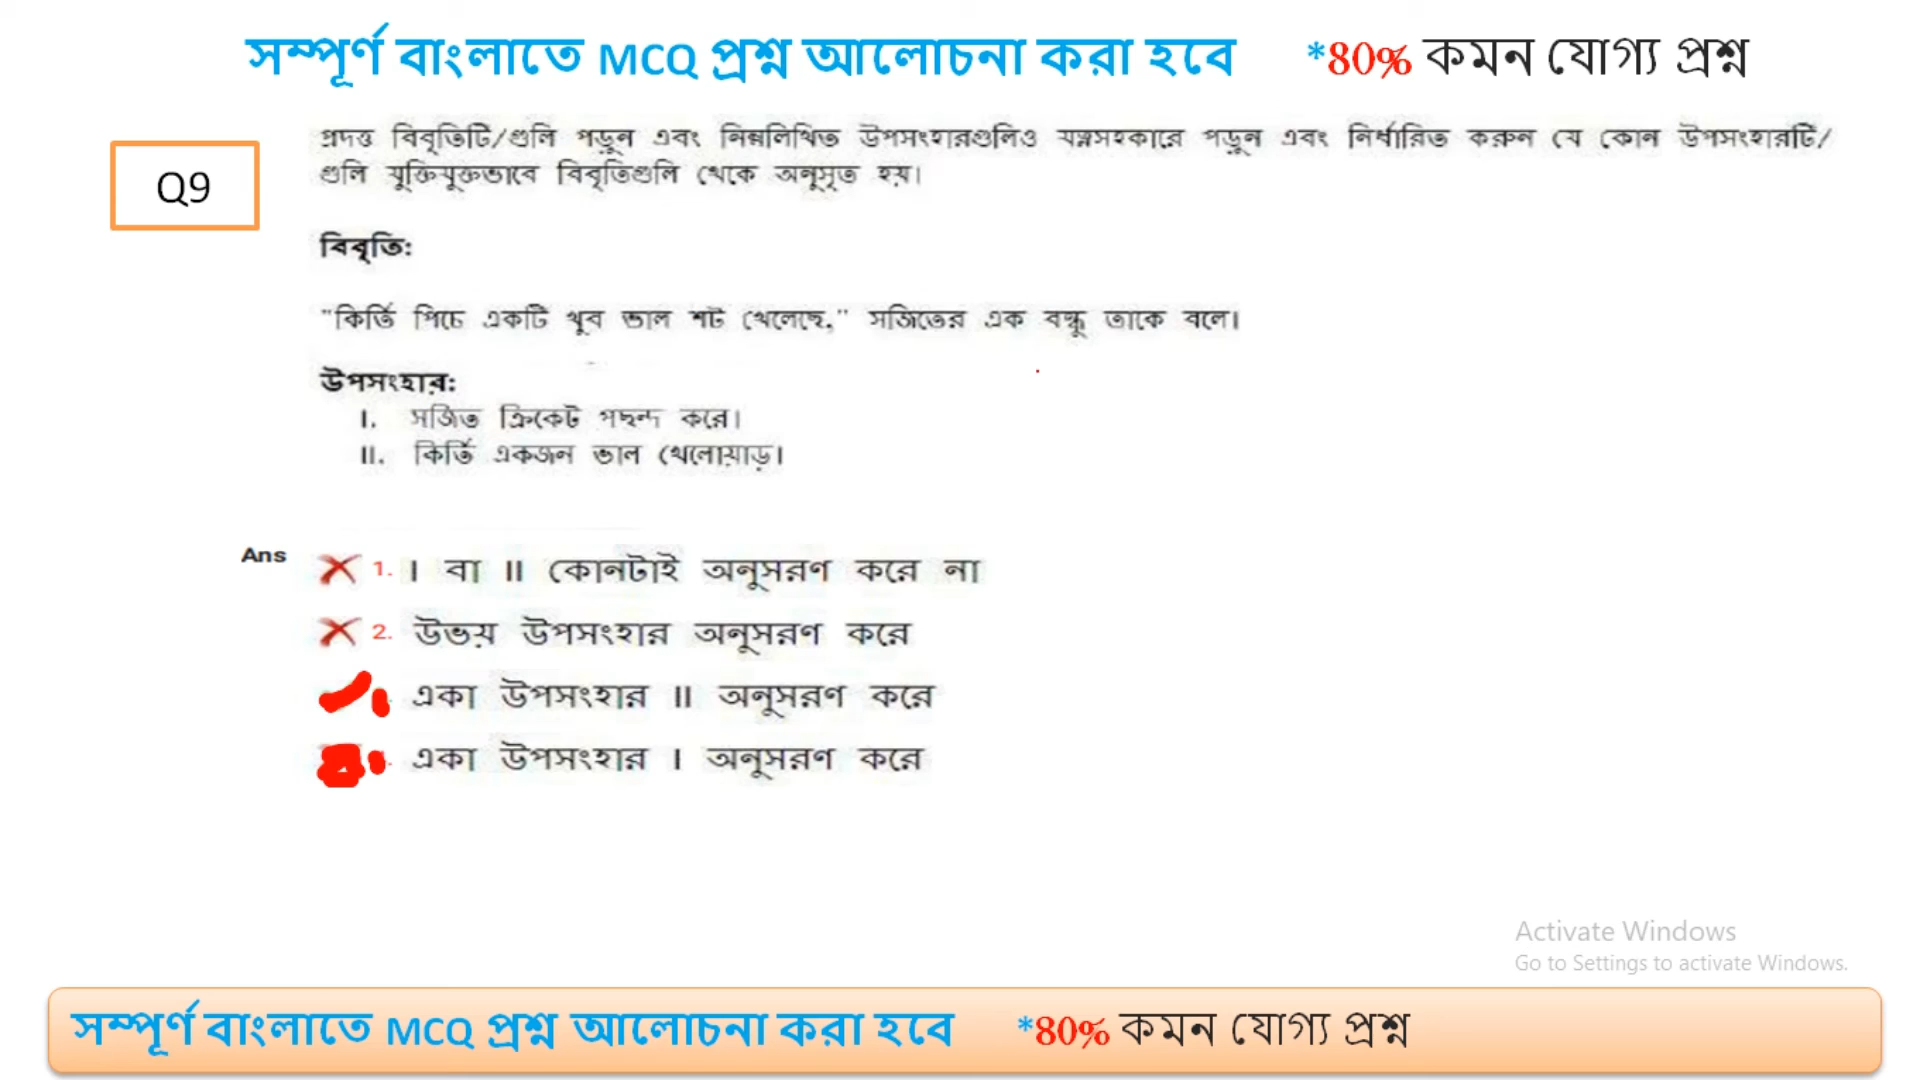 সম্পূর্ণ বাংলাতে MCQ প্রশ্ন আলোচনা করা হবে *80% কমন যোগ্য প্রশ্ন
Q9
প্রদত্ত বিবৃতিটি/গুলি পড়ুন এবং নিম্নলিখিত উপসংহারগুলিও যত্নসহকারে পড়ুন এবং নির্ধারিত করুন যে কোন উপসংহারটি/
গুলি যুক্তিযুক্তভাবে বিবৃতিগুলি থেকে অনুসৃত হয়।
বিবৃতি:
"কির্তি পিচে একটি খুব ভাল শট খেলেছে," সজিতের এক বন্ধু তাকে বলে।
উপসংহার:
I. সজিত ক্রিকেট পছন্দ করে।
II. কির্তি একজন ভাল খেলোয়াড়।
Ans
1. I বা II কোনটাই অনুসরণ করে না
2. উভয় উপসংহার অনুসরণ করে
একা উপসংহার II অনুসরণ করে
একা উপসংহার I অনুসরণ করে
Activate Windows
Go to Settings to activate Windows.
সম্পূর্ণ বাংলাতে MCQ প্রশ্ন আলোচনা করা হবে *80% কমন যোগ্য প্রশ্ন